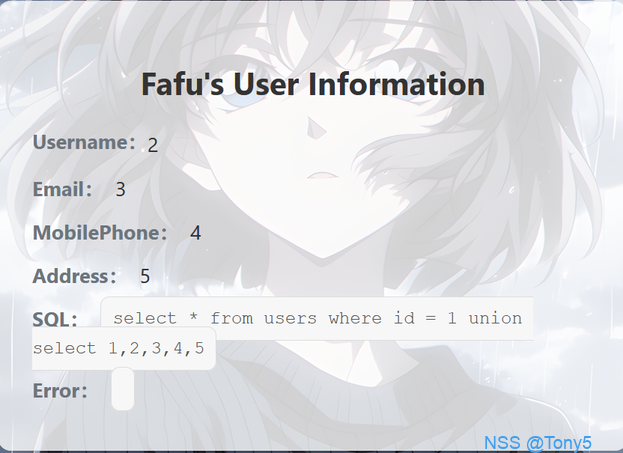 Fafu's User Information
Username: 2
Email: 3
MobilePhone: 4
Address: 5
SQL: select * from users where id = 1 union
select 1,2,3,4,5
Error:
NSS @Tony5